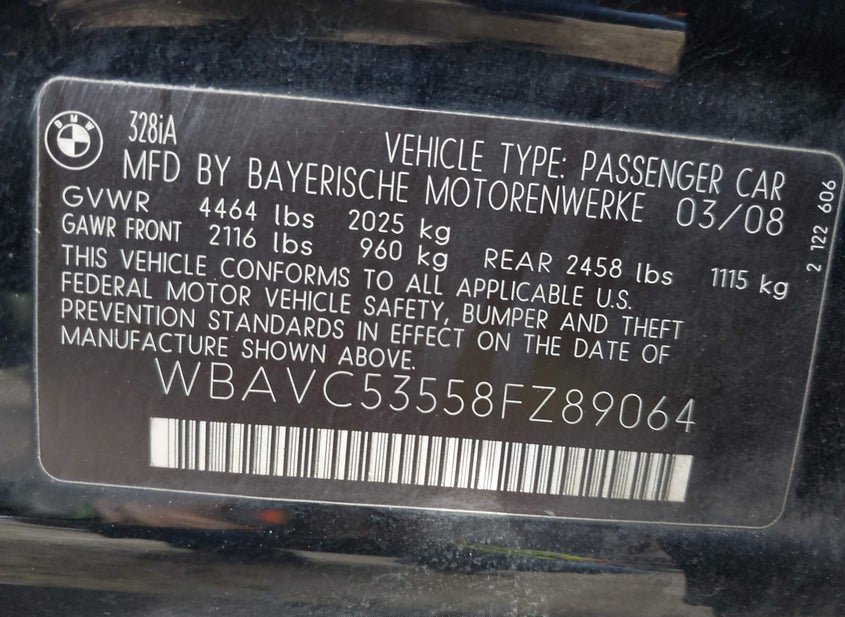 BMW
328iA
VEHICLE TYPE: PASSENGER CAR
MFD BY BAYERISCHE MOTORENWERKE 03/08
GVWR 4464 lbs 2025 kg
GAWR FRONT 2116 lbs 960 kg REAR 2458 lbs 1115 kg
THIS VEHICLE CONFORMS TO ALL APPLICABLE U.S.
FEDERAL MOTOR VEHICLE SAFETY, BUMPER AND THEFT
PREVENTION STANDARDS IN EFFECT ON THE DATE OF
MANUFACTURE SHOWN ABOVE.
WBAVC53558FZ89064
2 122 606